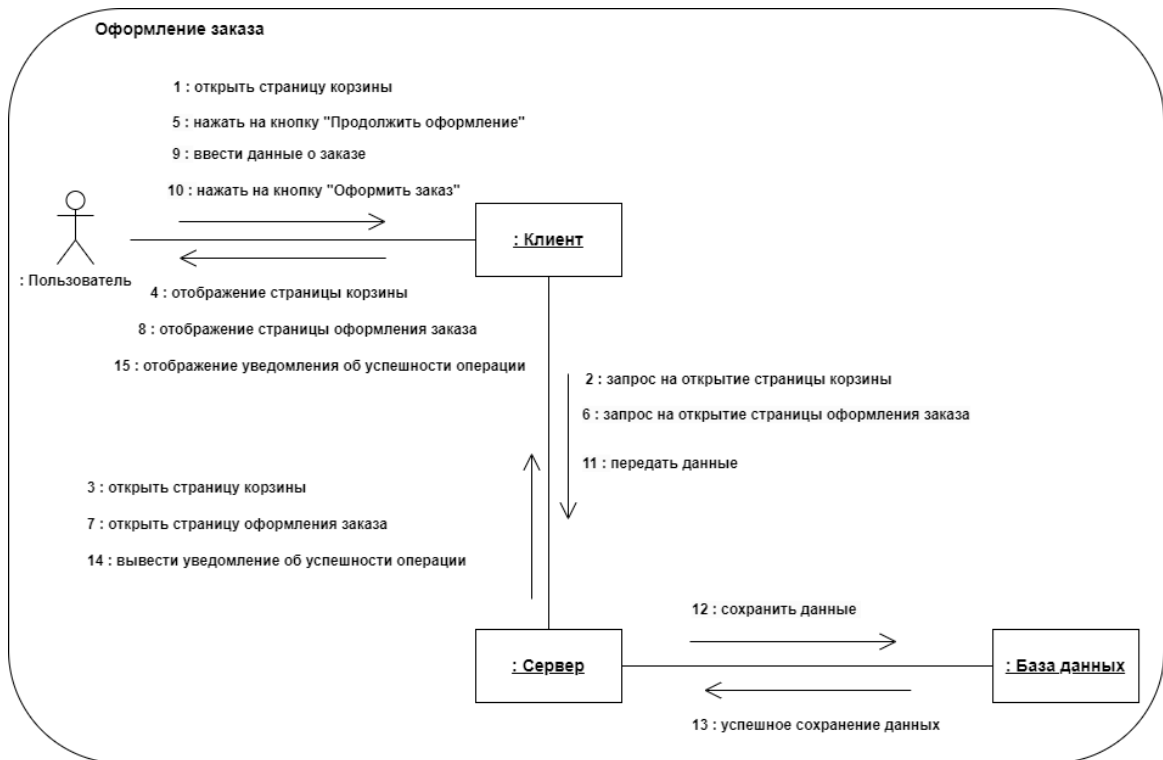 Оформление заказа
1 : открыть страницу корзины
5 : нажать на кнопку "Продолжить оформление"
9 : ввести данные о заказе
10 : нажать на кнопку "Оформить заказ"
: Клиент
: Пользователь
4 : отображение страницы корзины
8 : отображение страницы оформления заказа
15 : отображение уведомления об успешности операции
2 : запрос на открытие страницы корзины
6 : запрос на открытие страницы оформления заказа
11 : передать данные
3 : открыть страницу корзины
7 : открыть страницу оформления заказа
14 : вывести уведомление об успешности операции
12 : сохранить данные
: Сервер
: База данных
13 : успешное сохранение данных